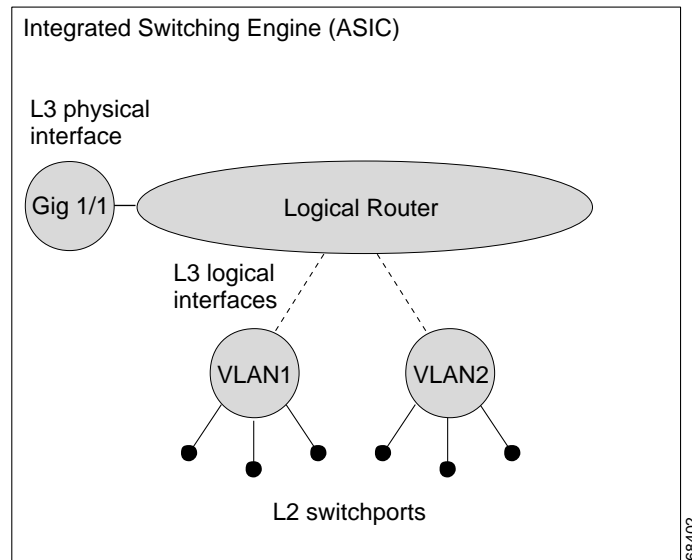 Integrated Switching Engine (ASIC)
L3 physical
interface
Gig 1/1
Logical Router
L3 logical
interfaces
VLAN1
VLAN2
L2 switchports
68402